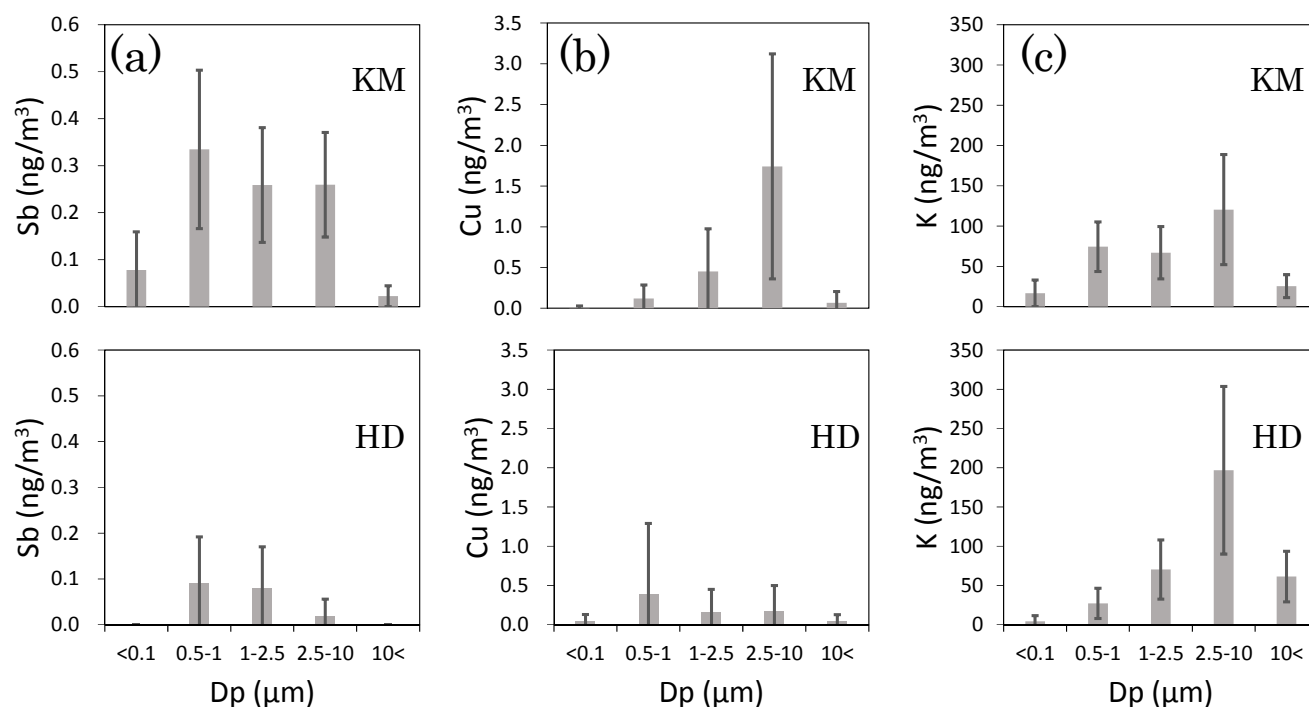 (a)
KM
Sb (ng/m³)
0.6
0.5
0.4
0.3
0.2
0.1
0.0
(b)
KM
Cu (ng/m³)
3.5
3.0
2.5
2.0
1.5
1.0
0.5
0.0
(c)
KM
K (ng/m³)
350
300
250
200
150
100
50
0
HD
Sb (ng/m³)
0.6
0.5
0.4
0.3
0.2
0.1
0.0
<0.1 0.5-1 1-2.5 2.5-10 10<
Dp (µm)
HD
Cu (ng/m³)
3.5
3.0
2.5
2.0
1.5
1.0
0.5
0.0
<0.1 0.5-1 1-2.5 2.5-10 10<
Dp (µm)
HD
K (ng/m³)
350
300
250
200
150
100
50
0
<0.1 0.5-1 1-2.5 2.5-10 10<
Dp (µm)